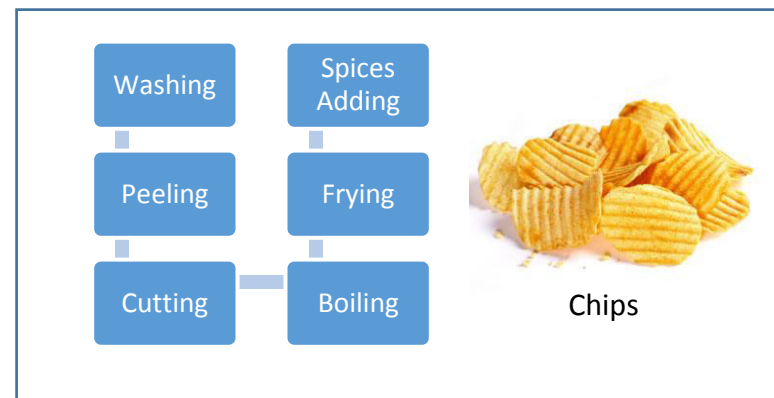 Washing
Peeling
Cutting
Boiling
Frying
Spices
Adding
Chips